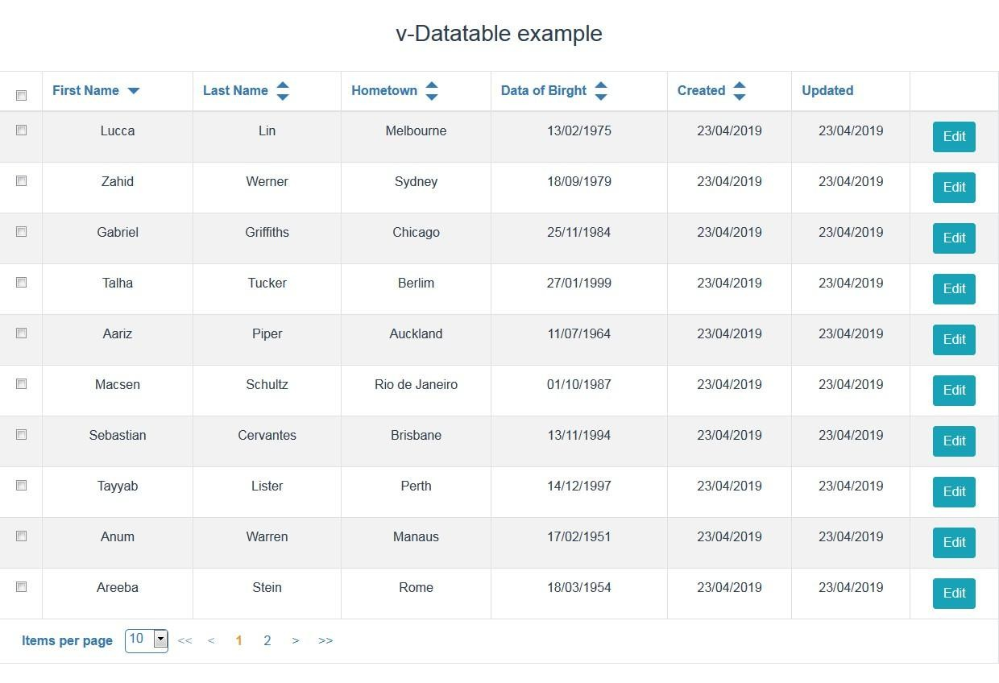 v-Datatable example
First Name Last Name Hometown Data of Birght Created Updated
Lucca Lin Melbourne 13/02/1975 23/04/2019 23/04/2019 Edit
Zahid Werner Sydney 18/09/1979 23/04/2019 23/04/2019 Edit
Gabriel Griffiths Chicago 25/11/1984 23/04/2019 23/04/2019 Edit
Talha Tucker Berlim 27/01/1999 23/04/2019 23/04/2019 Edit
Aariz Piper Auckland 11/07/1964 23/04/2019 23/04/2019 Edit
Macsen Schultz Rio de Janeiro 01/10/1987 23/04/2019 23/04/2019 Edit
Sebastian Cervantes Brisbane 13/11/1994 23/04/2019 23/04/2019 Edit
Tayyab Lister Perth 14/12/1997 23/04/2019 23/04/2019 Edit
Anum Warren Manaus 17/02/1951 23/04/2019 23/04/2019 Edit
Areeba Stein Rome 18/03/1954 23/04/2019 23/04/2019 Edit
Items per page 10 << < 1 2 > >>